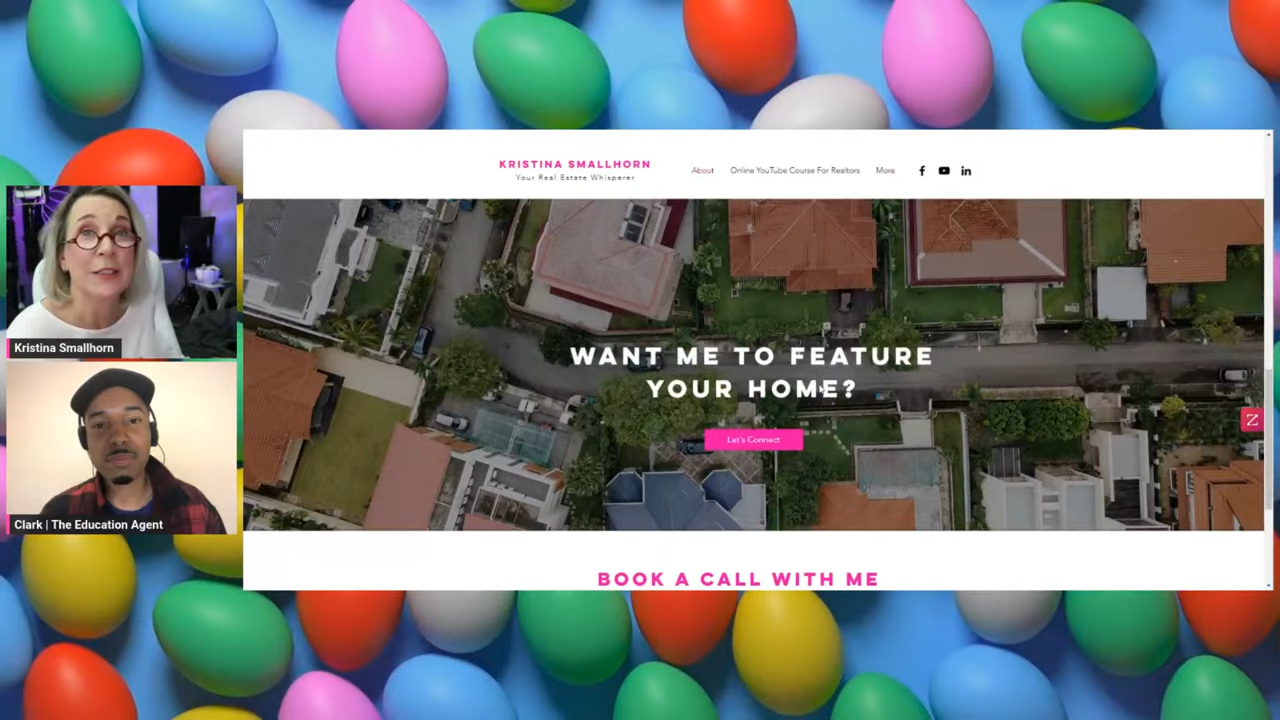 KRISTINA SMALLHORN
Your Real Estate Whisperer
About
Online YouTube Course For Realtors
More
Kristina Smallhorn
WANT ME TO FEATURE
YOUR HOME?
Let's Connect
Clark | The Education Agent
BOOK A CALL WITH ME